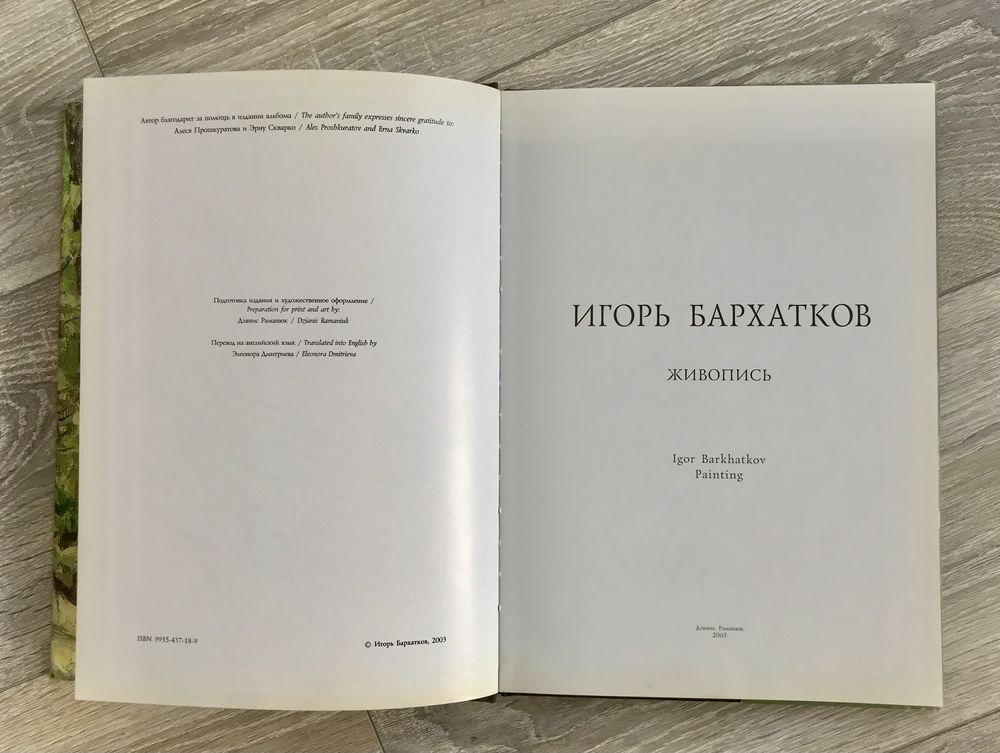 Автор благодарит за помощь в издании альбома / The author's family expresses sincere gratitude to:
Алеся Прошкуратова и Эрну Скварко / Ales Proshkuratov and Erna Skvarko
Подготовка издания и художественное оформление /
Preparation for print and art by:
Дзянис Раманюк / Dzianis Ramaniuk
Перевод на английский язык / Translated into English by
Элеонора Дмитриева / Eleonora Dmitrieva
ISBN 9955-437-18-9
© Игорь Бархатков, 2003
ИГОРЬ БАРХАТКОВ
ЖИВОПИСЬ
Igor Barkhatkov
Painting
Дзянис Раманюк
2003